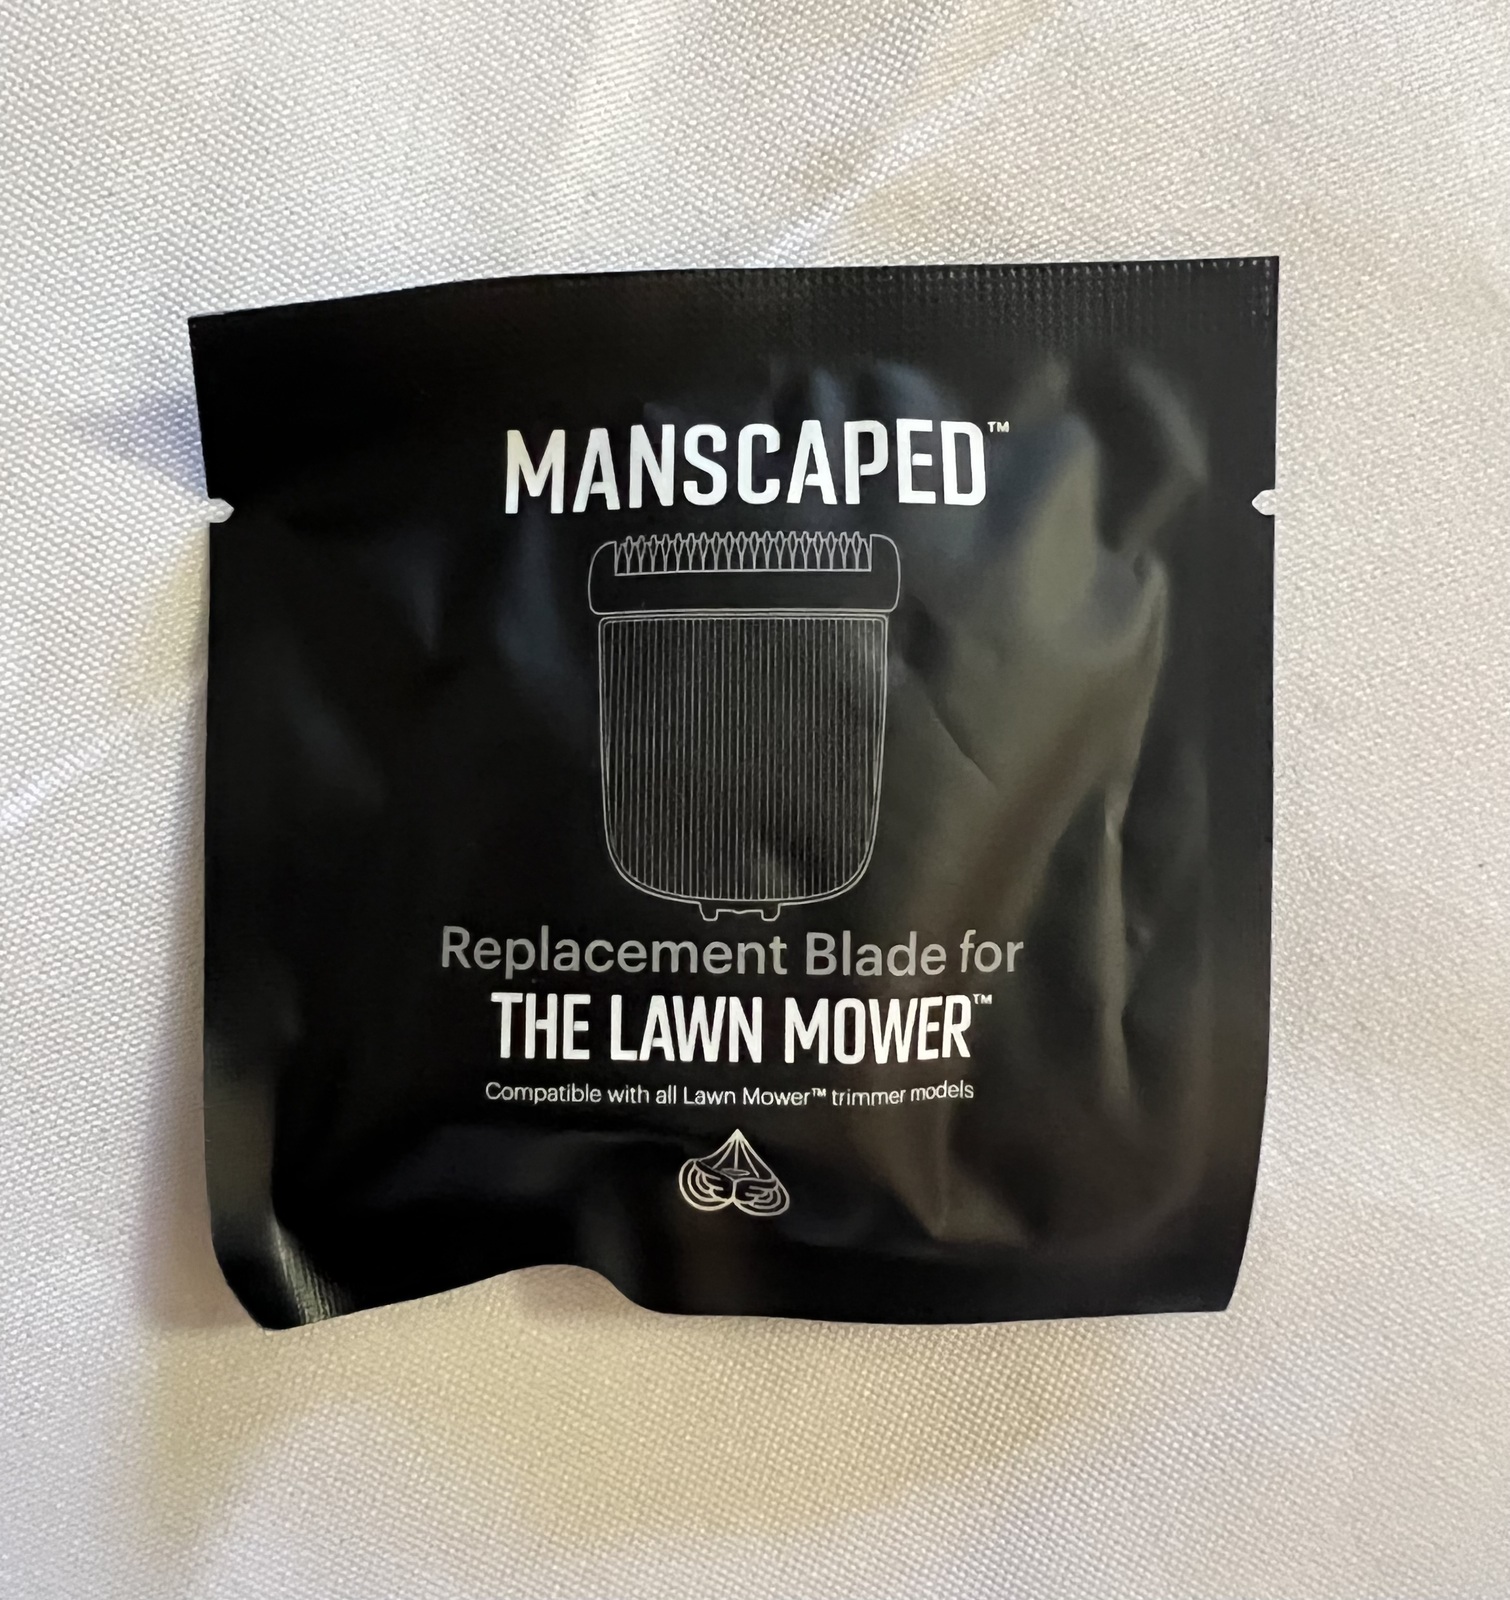 MANSCAPED™
Replacement Blade for
THE LAWN MOWER™
Compatible with all Lawn Mower™ trimmer models